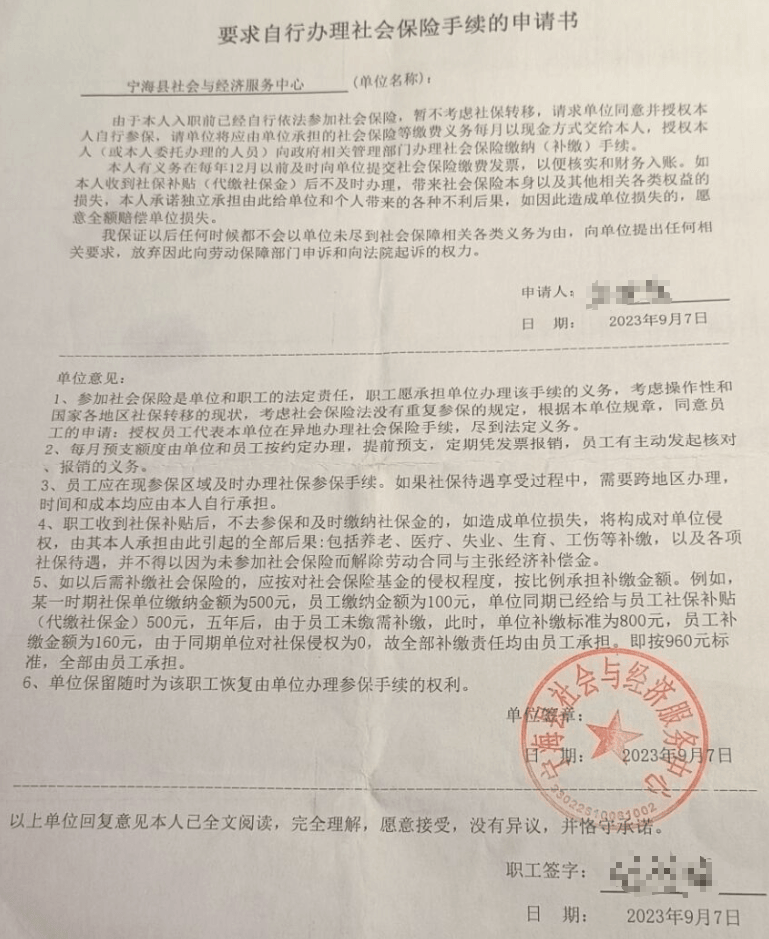 要求自行办理社会保险手续的申请书
宁海县社会与经济服务中心 (单位名称):
由于本人入职前已经自行依法参加社会保险，暂不考虑社保转移，请求单位同意并授权本
人自行参保，请单位将应由单位承担的社会保险等缴费义务每月以现金方式交给本人，授权本
人（或本人委托办理的人员）向政府相关管理部门办理社会保险缴纳（补缴）手续。
本人有义务在每年12月以前及时向单位提交社会保险缴费发票，以便核实和财务入账。如
本人收到社保补贴（代缴社保金）后不及时办理，带来社会保险本身以及其他相关各类权益的
损失，本人承诺独立承担由此给单位和个人带来的各种不利后果，如因此造成单位损失的，愿
意全额赔偿单位损失。
我保证以后任何时候都不会以单位未尽到社会保障相关各类义务为由，向单位提出任何相
关要求，放弃因此向劳动保障部门申诉和向法院起诉的权力。
申请人:
日 期: 2023年9月7日
单位意见:
1、参加社会保险是单位和职工的法定责任，职工愿承担单位办理该手续的义务，考虑操作性和
国家各地区社保转移的现状，考虑社会保险法没有重复参保的规定，根据本单位规章，同意员
工的申请：授权员工代表本单位在异地办理社会保险手续，尽到法定义务。
2、每月预支额度由单位和员工按约定办理，提前预支，定期凭发票报销，员工有主动发起核对
、报销的义务。
3、员工应在现参保区域及时办理社保参保手续。如果社保待遇享受过程中，需要跨地区办理，
时间和成本均应由本人自行承担。
4、职工收到社保补贴后，不去参保和及时缴纳社保金的，如造成单位损失，将构成对单位侵
权，由其本人承担由此引起的全部后果:包括养老、医疗、失业、生育、工伤等补缴，以及各项
社保待遇，并不得以因为未参加社会保险而解除劳动合同与主张经济补偿金。
5、如以后需补缴社会保险的，应按对社会保险基金的侵权程度，按比例承担补缴金额。例如，
某一时期社保单位缴纳金额为500元，员工缴纳金额为100元，单位同期已经给与员工社保补贴
（代缴社保金）500元，五年后，由于员工未缴需补缴，此时，单位补缴标准为800元，员工补
缴金额为160元，由于同期单位对社保侵权为0，故全部补缴责任均由员工承担。即按960元标
准，全部由员工承担。
6、单位保留随时为该职工恢复由单位办理参保手续的权利。
单位签章:
日 期: 2023年9月7日
宁海县社会与经济服务中心
以上单位回复意见本人已全文阅读，完全理解，愿意接受，没有异议，并恪守承诺。
职工签字:
日 期: 2023年9月7日